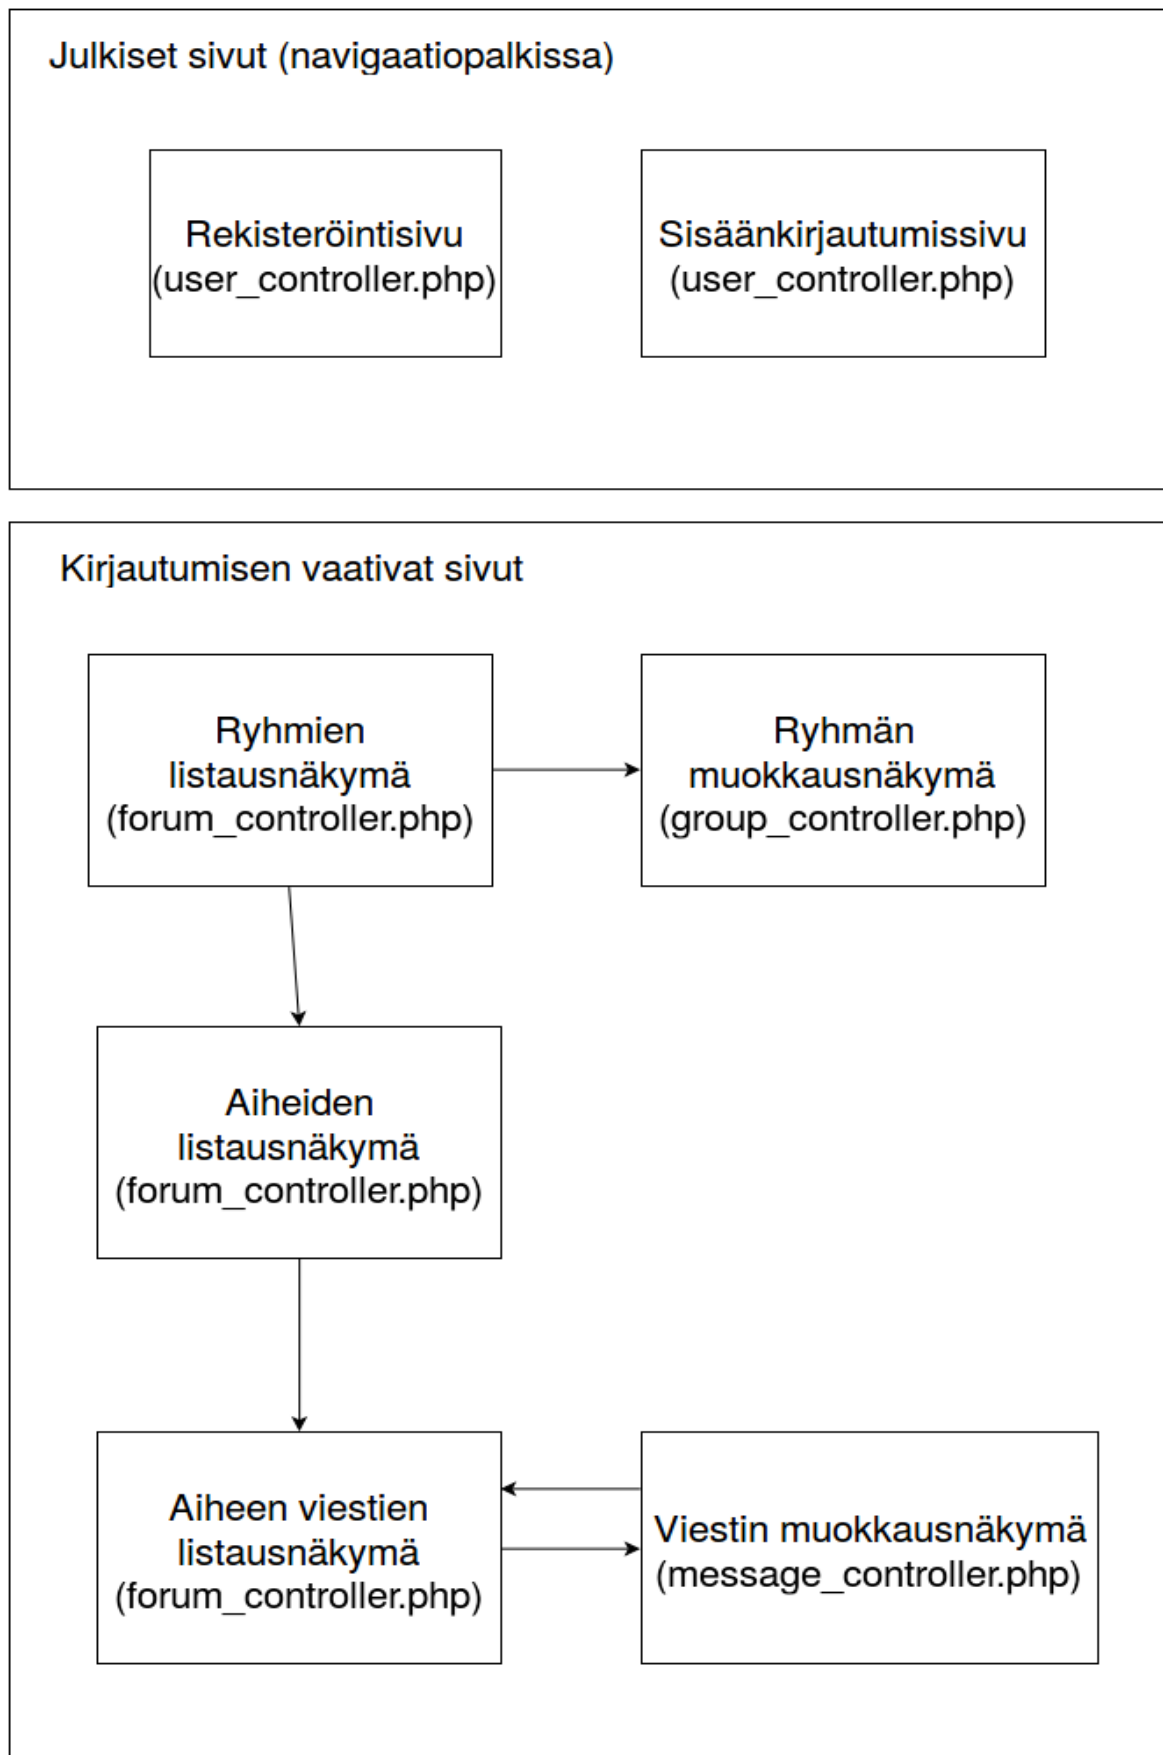 Julkiset sivut (navigaatiopalkissa)
Rekisteröintisivu
(user_controller.php)
Sisäänkirjautumissivu
(user_controller.php)
Kirjautumisen vaativat sivut
Ryhmien
listausnäkymä
(forum_controller.php)
Ryhmän
muokkausnäkymä
(group_controller.php)
Aiheiden
listausnäkymä
(forum_controller.php)
Aiheen viestien
listausnäkymä
(forum_controller.php)
Viestin muokkausnäkymä
(message_controller.php)